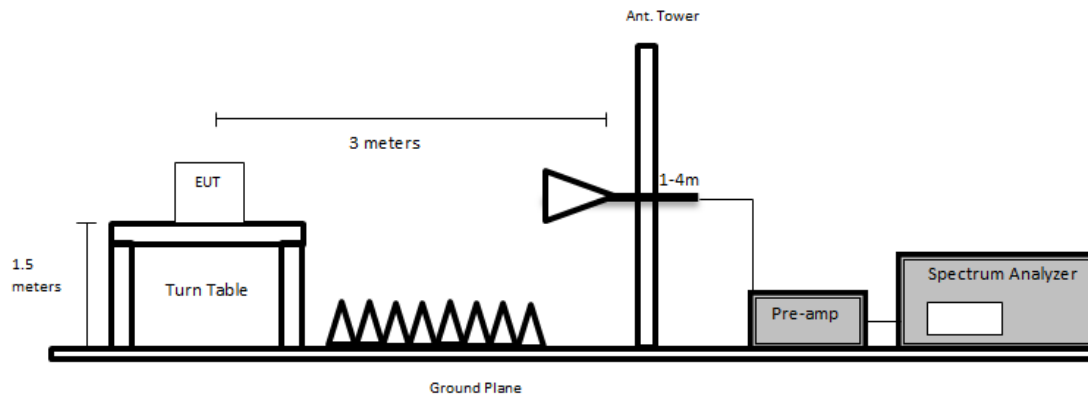 Ant. Tower
3 meters
EUT
1-4m
1.5
meters
Turn Table
Spectrum Analyzer
Pre-amp
Ground Plane